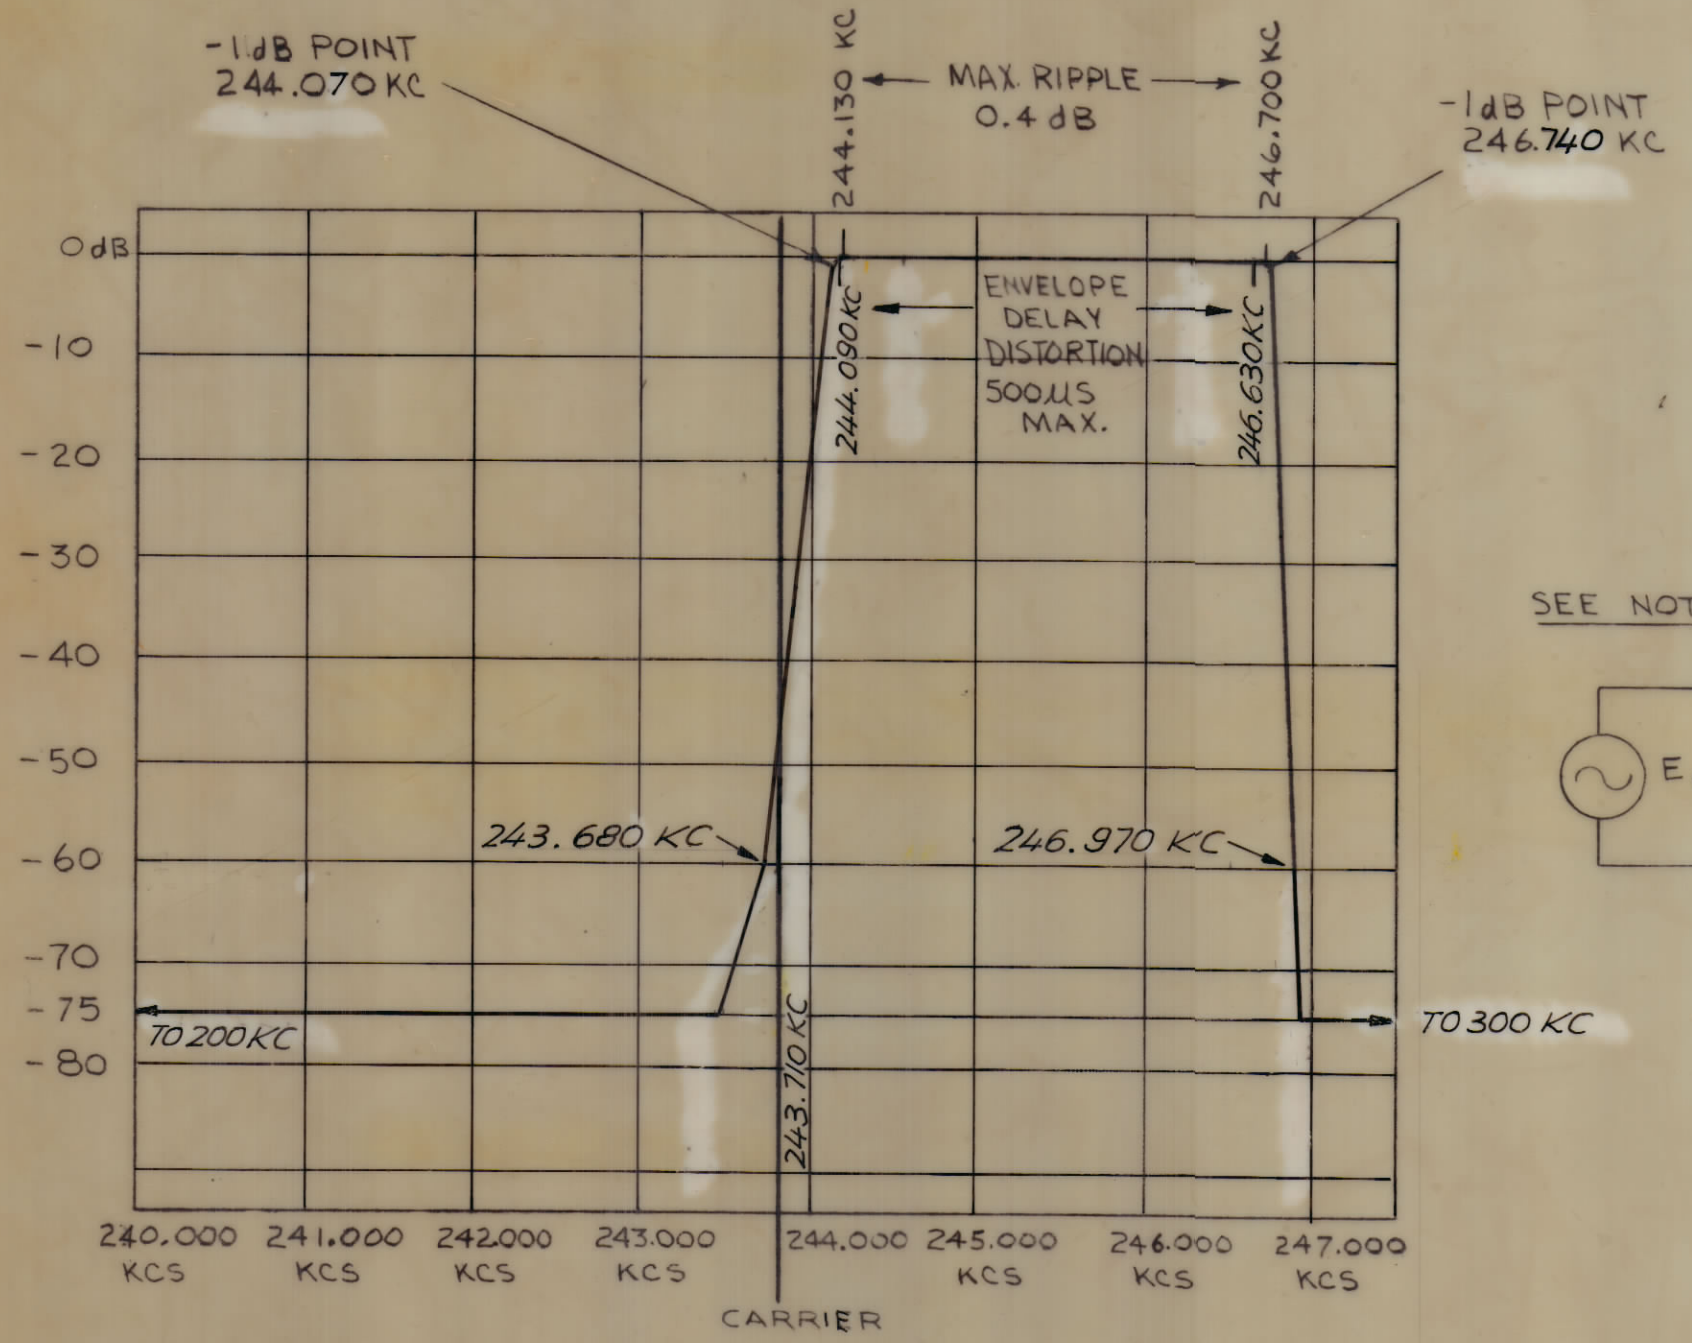 -1dB POINT
244.070 KC
244.130 KC
MAX. RIPPLE
0.4 dB
246.700 KC
-1dB POINT
246.740 KC
0dB
-10
-20
-30
-40
-50
-60
-70
-75
-80
244.090 KC
ENVELOPE
DELAY
DISTORTION
500µS
MAX.
246.630 KC
SEE NOT
E
243.680 KC
246.970 KC
TO 200 KC
243.710 KC
TO 300 KC
240.000 241.000 242.000 243.000 244.000 245.000 246.000 247.000
KCS KCS KCS KCS KCS KCS KCS
CARRIER